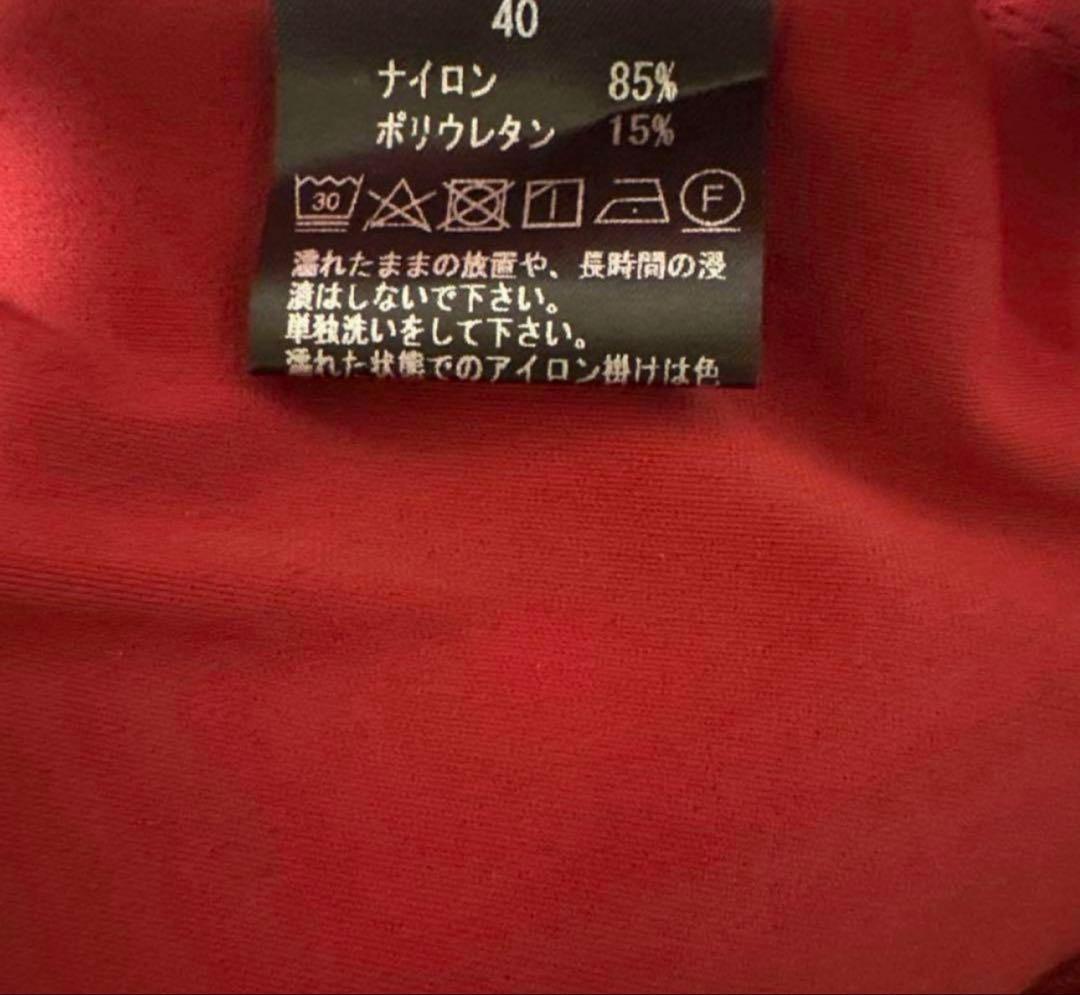 40
ナイロン 85%
ポリウレタン 15%
30 F
濡れたままの放置や、長時間の浸
漬はしないで下さい。
単独洗いをして下さい。
濡れた状態でのアイロン掛けは色